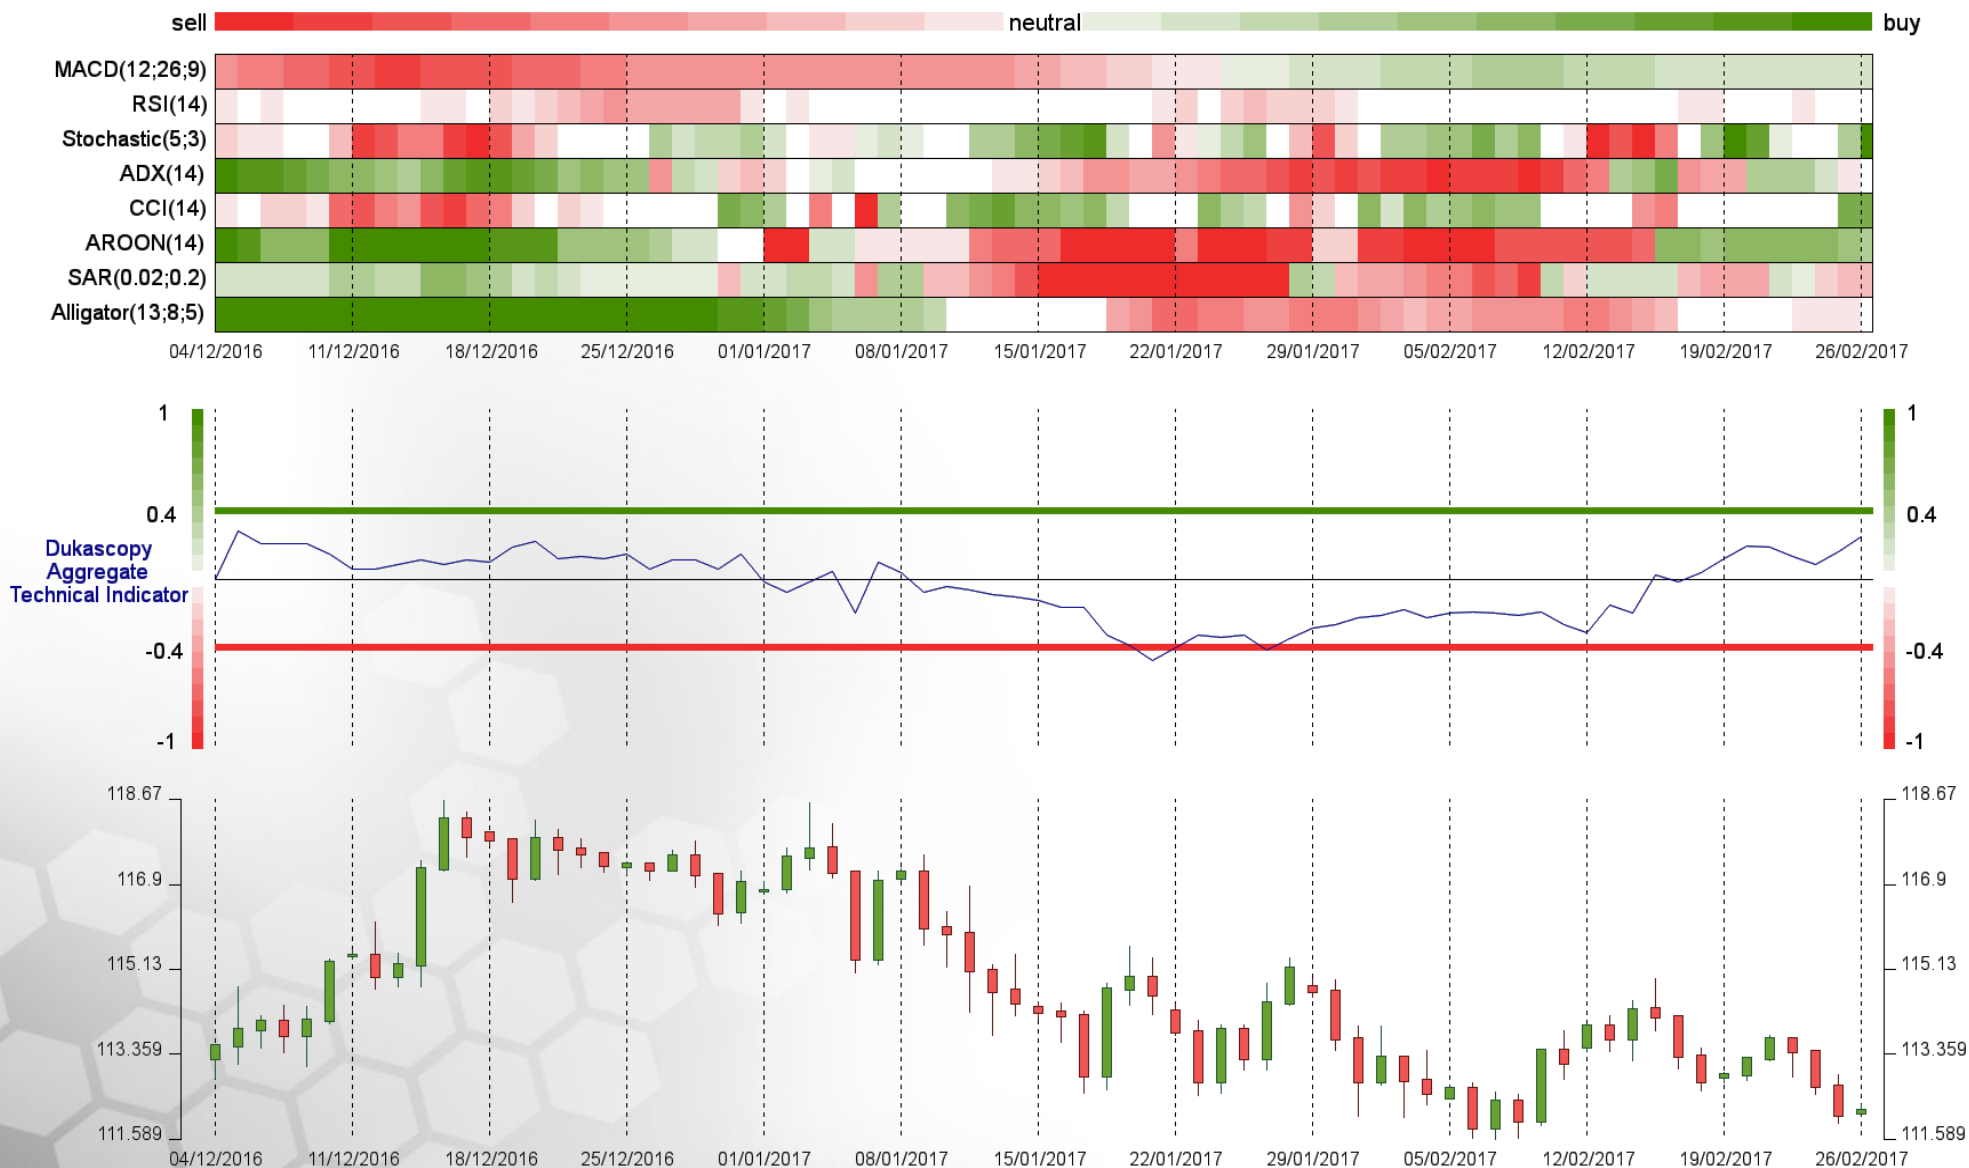 sell neutral buy
MACD(12;26;9)
RSI(14)
Stochastic(5;3)
ADX(14)
CCI(14)
AROON(14)
SAR(0.02;0.2)
Alligator(13;8;5)
04/12/2016 11/12/2016 18/12/2016 25/12/2016 01/01/2017 08/01/2017 15/01/2017 22/01/2017 29/01/2017 05/02/2017 12/02/2017 19/02/2017 26/02/2017
1 1
0.4 0.4
Dukascopy
Aggregate
Technical Indicator
-0.4 -0.4
-1 -1
118.67 118.67
116.9 116.9
115.13 115.13
113.359 113.359
111.589 111.589
04/12/2016 11/12/2016 18/12/2016 25/12/2016 01/01/2017 08/01/2017 15/01/2017 22/01/2017 29/01/2017 05/02/2017 12/02/2017 19/02/2017 26/02/2017